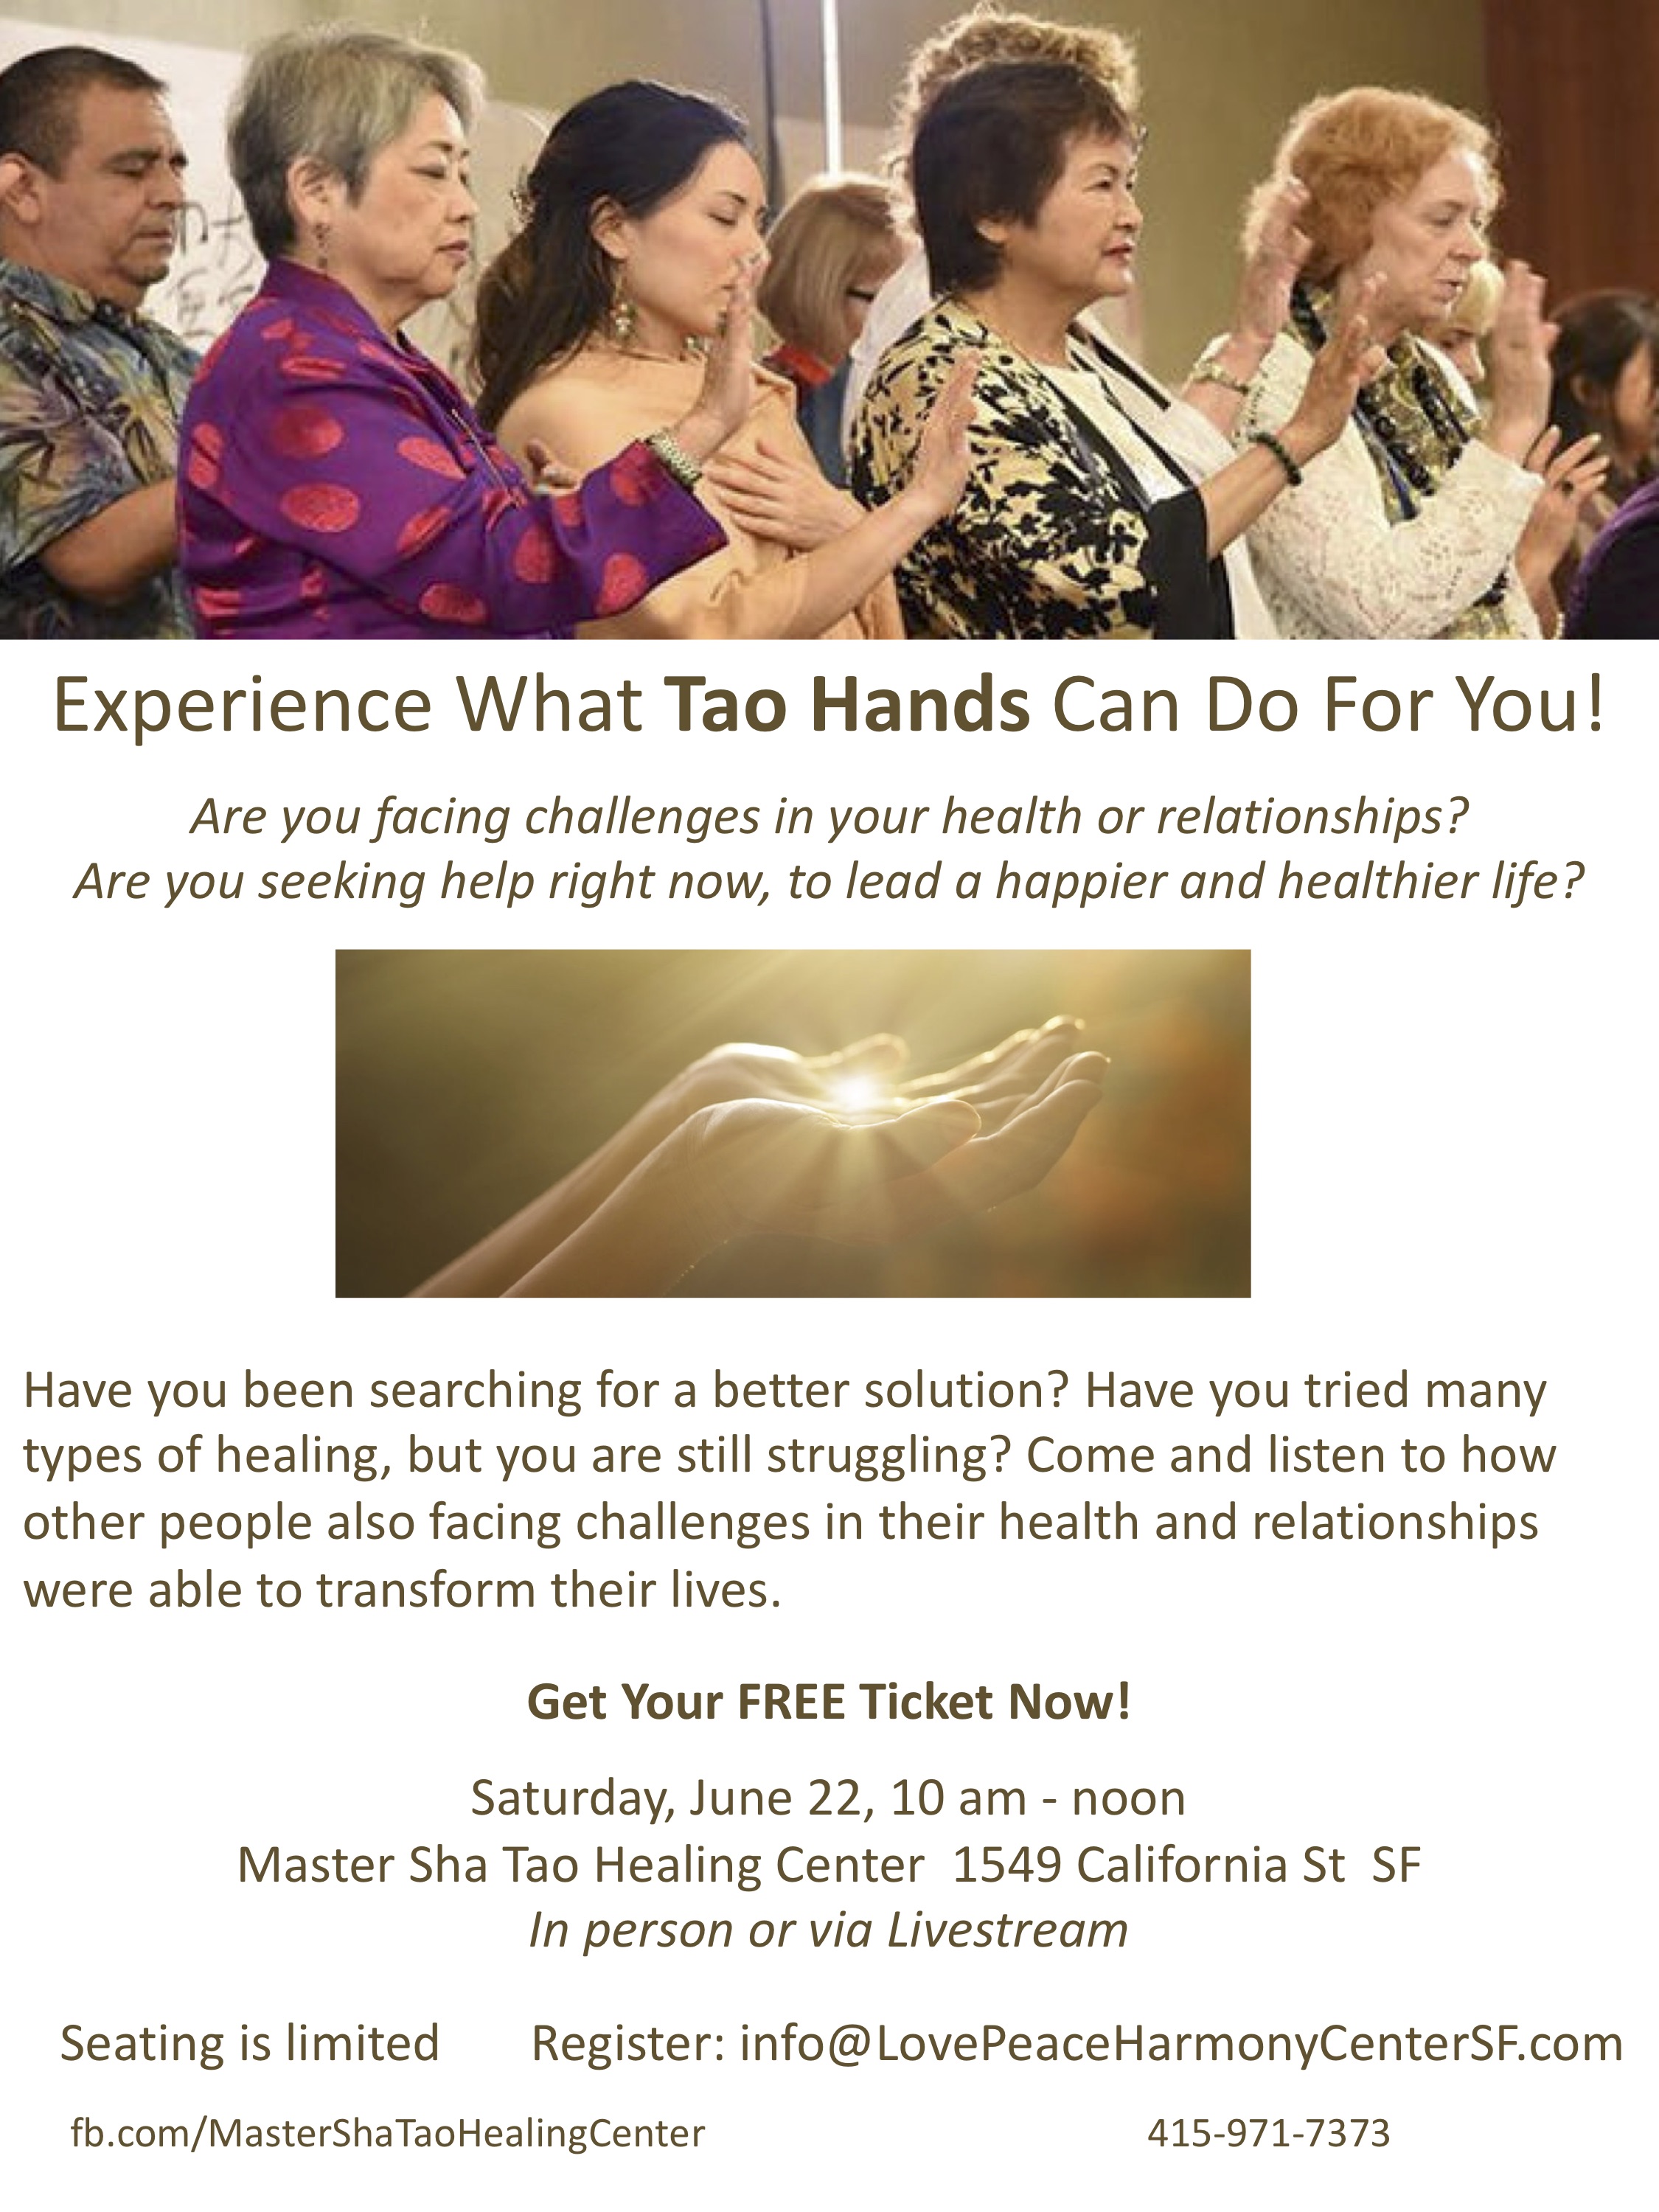 Experience What Tao Hands Can Do For You!
Are you facing challenges in your health or relationships?
Are you seeking help right now, to lead a happier and healthier life?
Have you been searching for a better solution? Have you tried many
types of healing, but you are still struggling? Come and listen to how
other people also facing challenges in their health and relationships
were able to transform their lives.
Get Your FREE Ticket Now!
Saturday, June 22, 10 am - noon
Master Sha Tao Healing Center  1549 California St  SF
In person or via Livestream
Seating is limited
Register: info@LovePeaceHarmonyCenterSF.com
fb.com/MasterShaTaoHealingCenter
415-971-7373